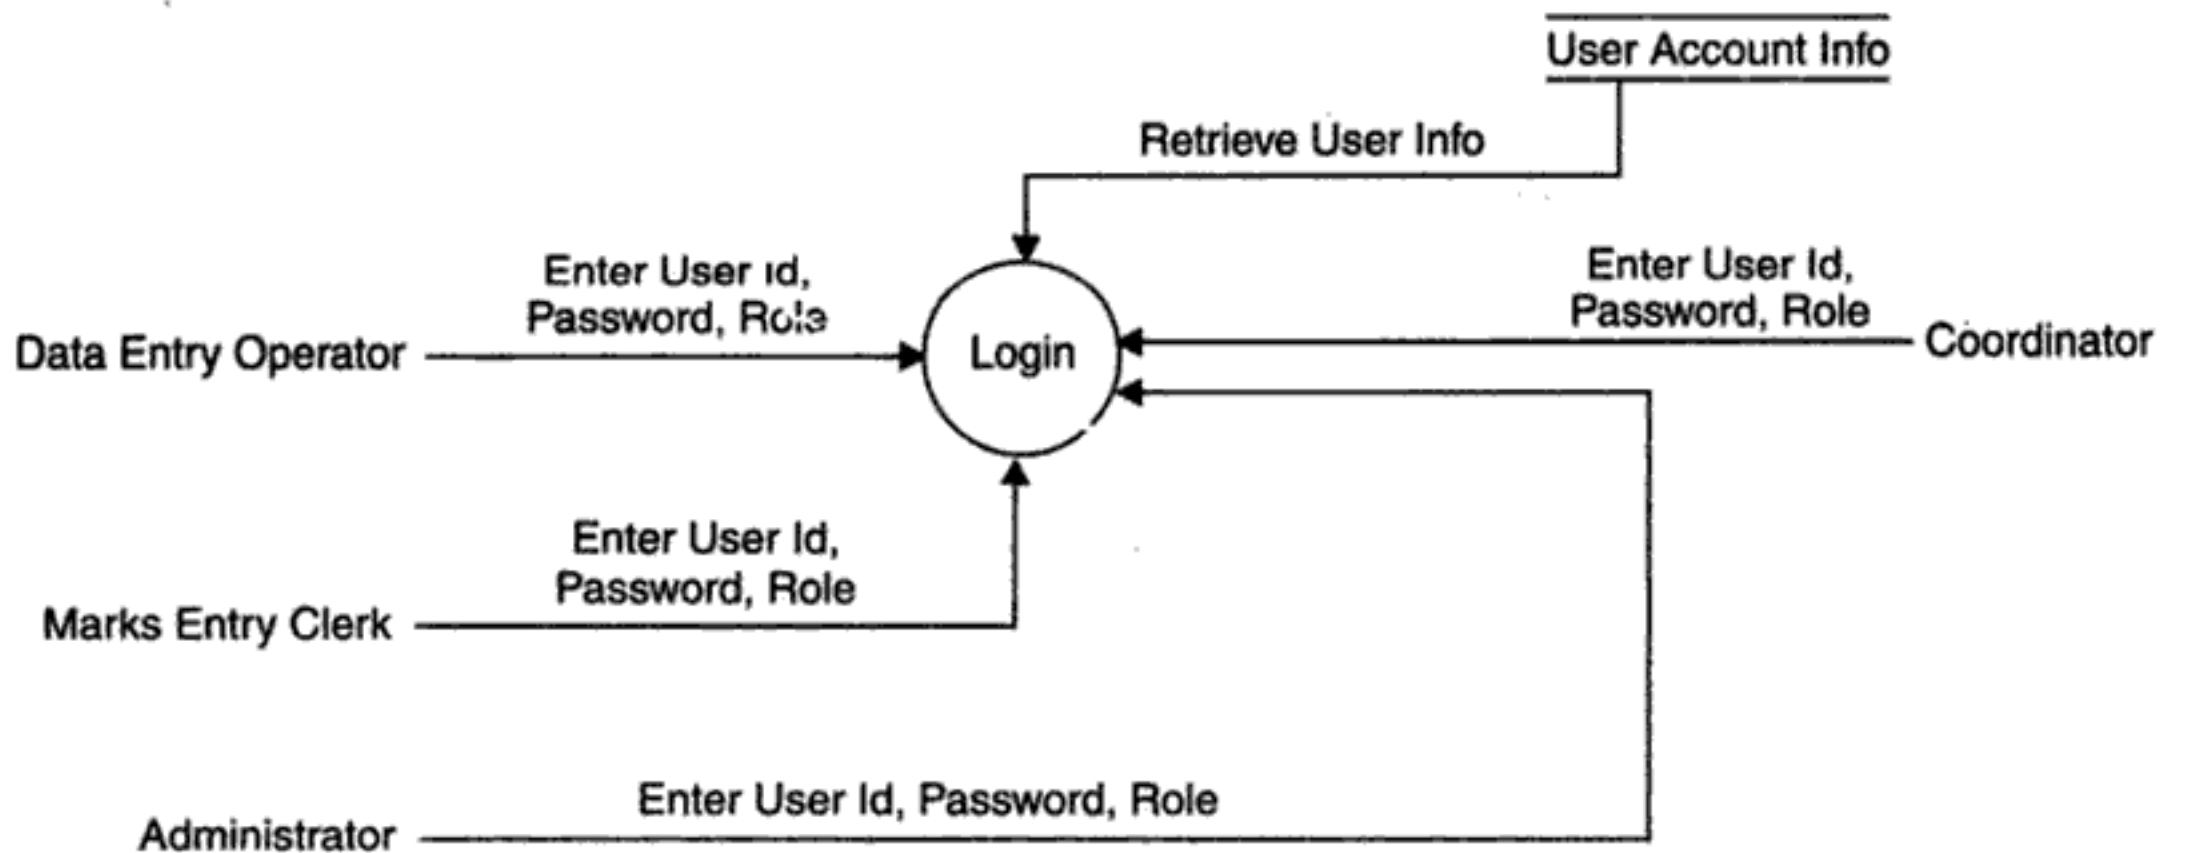 User Account Info
Retrieve User Info
Enter User Id,
Password, Role
Data Entry Operator
Login
Enter User Id,
Password, Role
Coordinator
Enter User Id,
Password, Role
Marks Entry Clerk
Enter User Id, Password, Role
Administrator